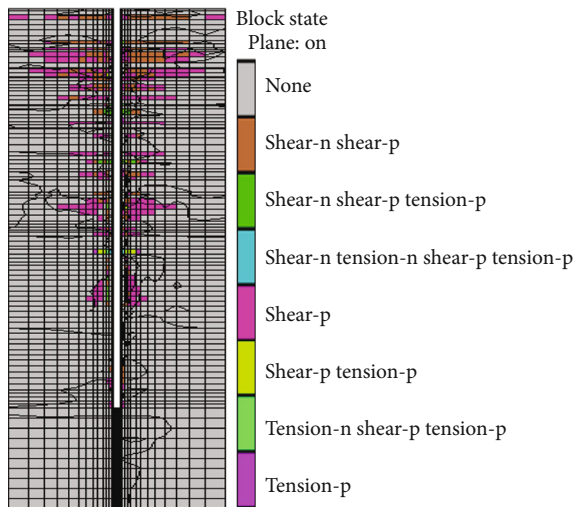 Block state
Plane: on
None
Shear-n shear-p
Shear-n shear-p tension-p
Shear-n tension-n shear-p tension-p
Shear-p
Shear-p tension-p
Tension-n shear-p tension-p
Tension-p